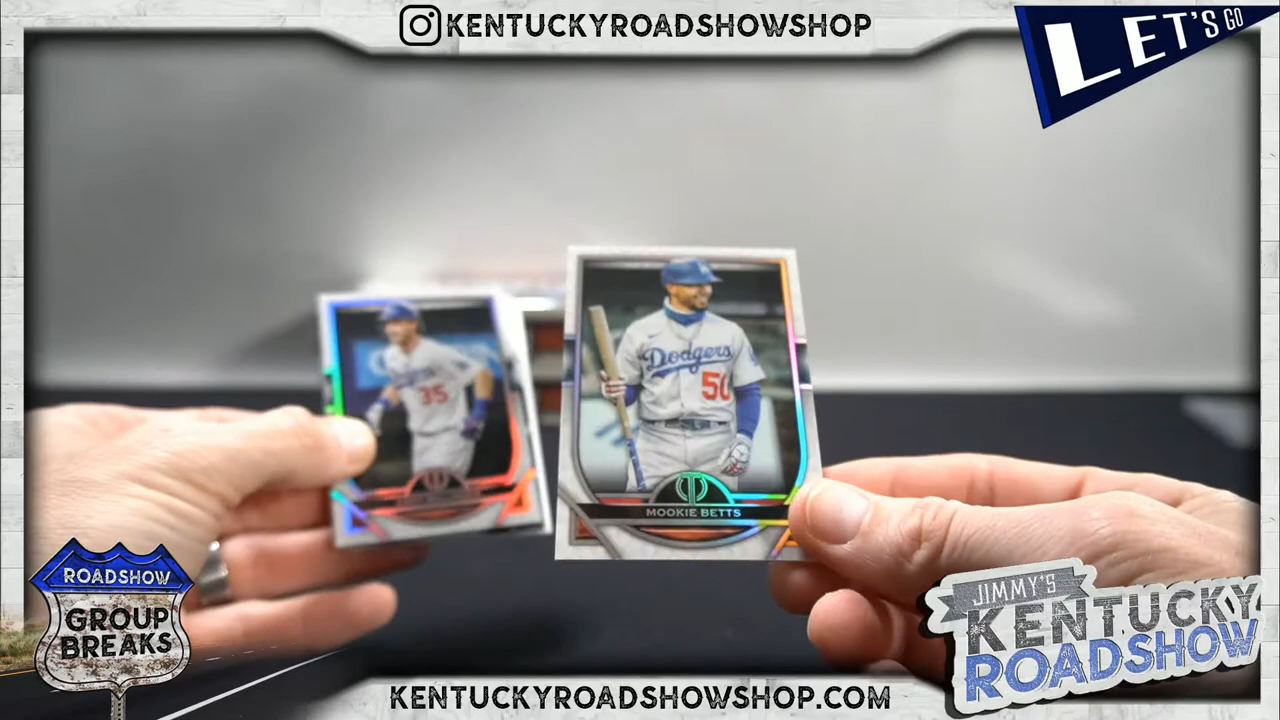 KENTUCKYROADSHOWSHOP
LET'S GO
Dodgers
50
35
MOOKIE BETTS
ROADSHOW
GROUP
BREAKS
JIMMY'S
KENTUCKY
ROADSHOW
KENTUCKYROADSHOWSHOP.COM